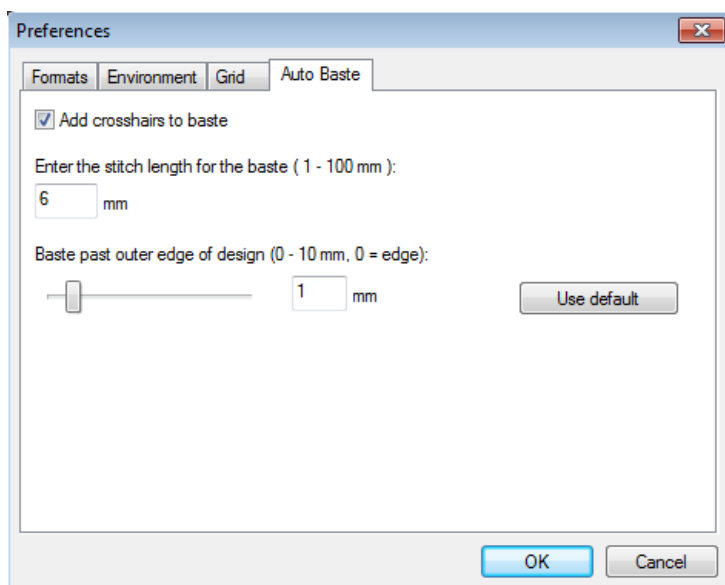 Preferences
Formats Environment Grid Auto Baste
Add crosshairs to baste
Enter the stitch length for the baste ( 1 - 100 mm ):
6 mm
Baste past outer edge of design (0 - 10 mm, 0 = edge):
1 mm Use default
OK Cancel